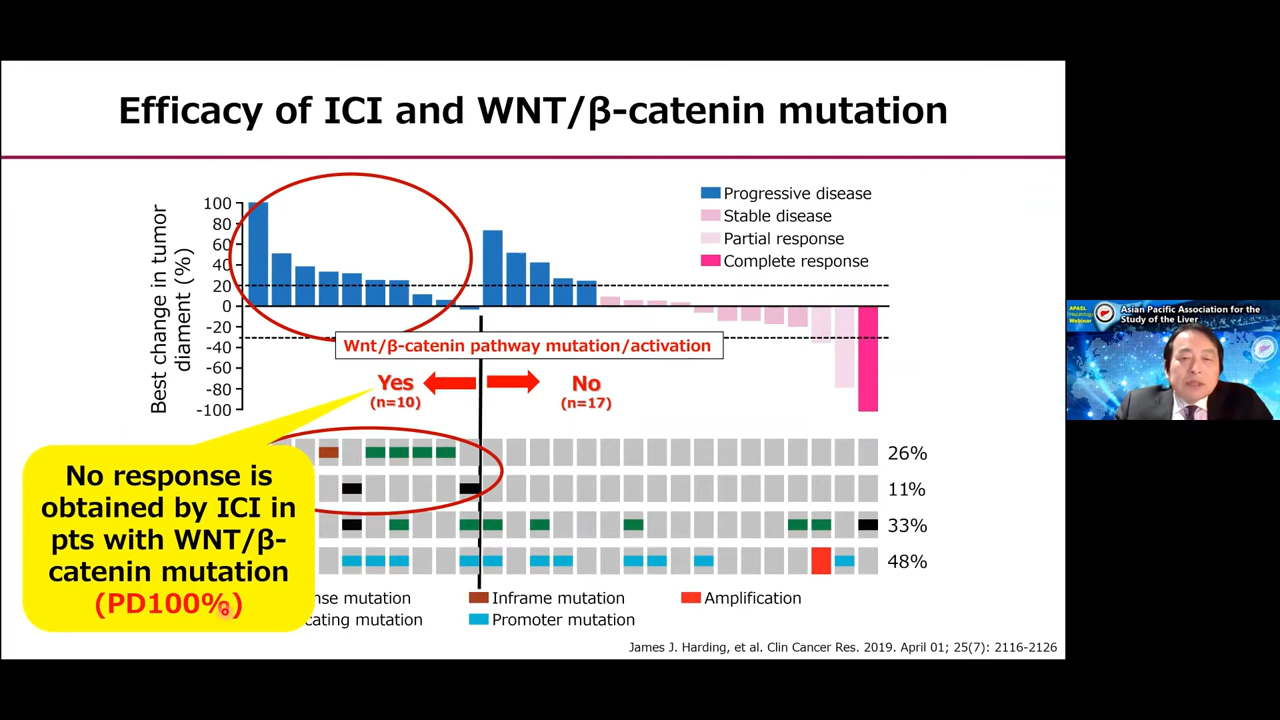 Efficacy of ICI and WNT/β-catenin mutation
Best change in tumor
diament (%)
100
80
60
40
20
0
-20
-40
-60
-80
-100
Progressive disease
Stable disease
Partial response
Complete response
Wnt/β-catenin pathway mutation/activation
Yes
(n=10)
No
(n=17)
No response is
obtained by ICI in
pts with WNT/β-
catenin mutation
(PD100%)
26%
11%
33%
48%
nse mutation
Inframe mutation
Amplification
cating mutation
Promoter mutation
James J. Harding, et al. Clin Cancer Res. 2019. April 01; 25(7): 2116-2126
APASL
Hepatology
Webinar
Asian Pacific Association for the
Study of the Liver